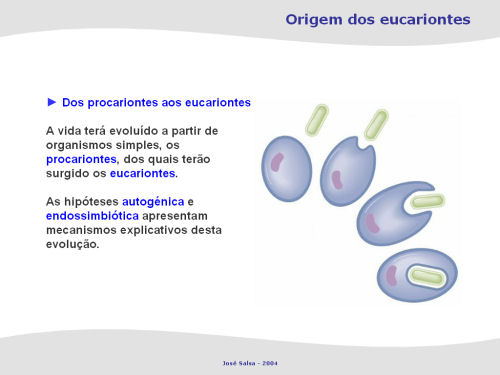 Origem dos eucariontes
► Dos procariontes aos eucariontes
A vida terá evoluído a partir de
organismos simples, os
procariontes, dos quais terão
surgido os eucariontes.
As hipóteses autogénica e
endossimbiótica apresentam
mecanismos explicativos desta
evolução.
José Salsa - 2004